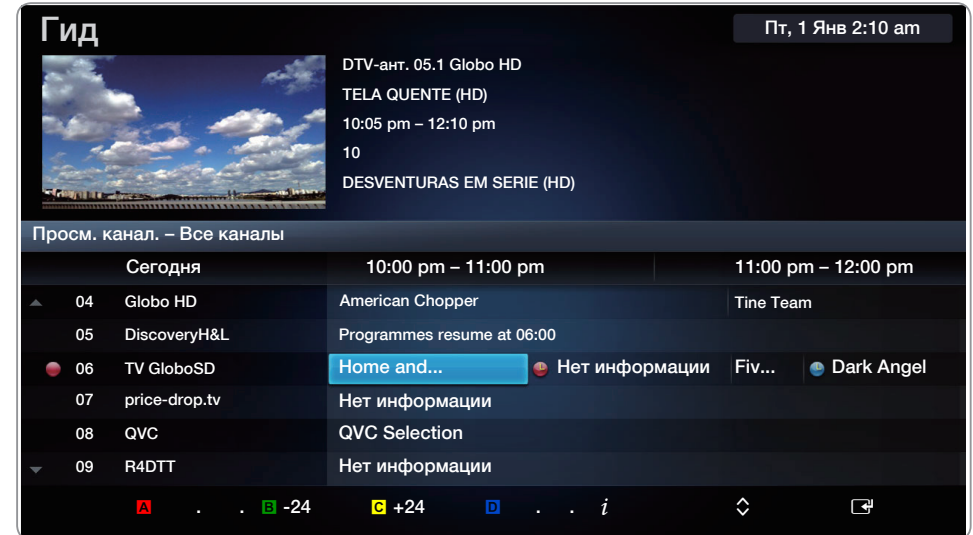 Гид
Пт, 1 Янв 2:10 am
DTV-ант. 05.1 Globo HD
TELA QUENTE (HD)
10:05 pm – 12:10 pm
10
DESVENTURAS EM SERIE (HD)
Просм. канал. – Все каналы
Сегодня 10:00 pm – 11:00 pm 11:00 pm – 12:00 pm
04 Globo HD American Chopper Tine Team
05 DiscoveryH&L Programmes resume at 06:00
06 TV GloboSD Home and... Нет информации Fiv... Dark Angel
07 price-drop.tv Нет информации
08 QVC QVC Selection
09 R4DTT Нет информации
A . . B -24 C +24 D . . i